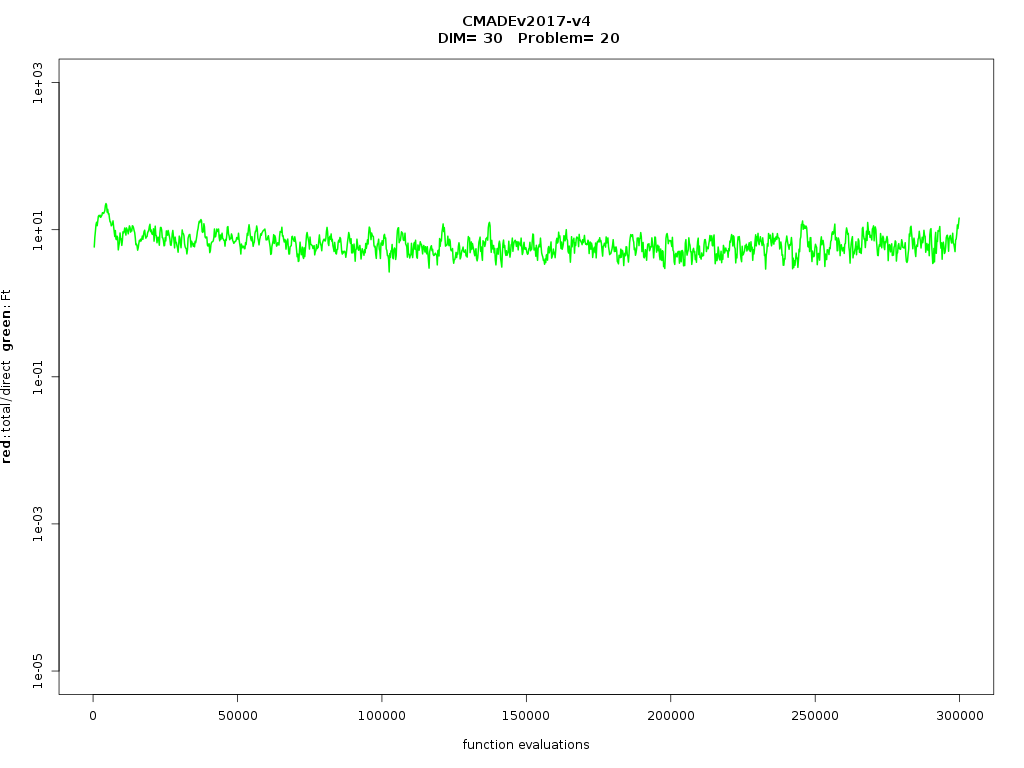 CMADEv2017-v4
DIM= 30 Problem= 20
1e+03
1e+01
1e-01
1e-03
1e-05
red:total/direct green: Ft
0 50000 100000 150000 200000 250000 300000
function evaluations